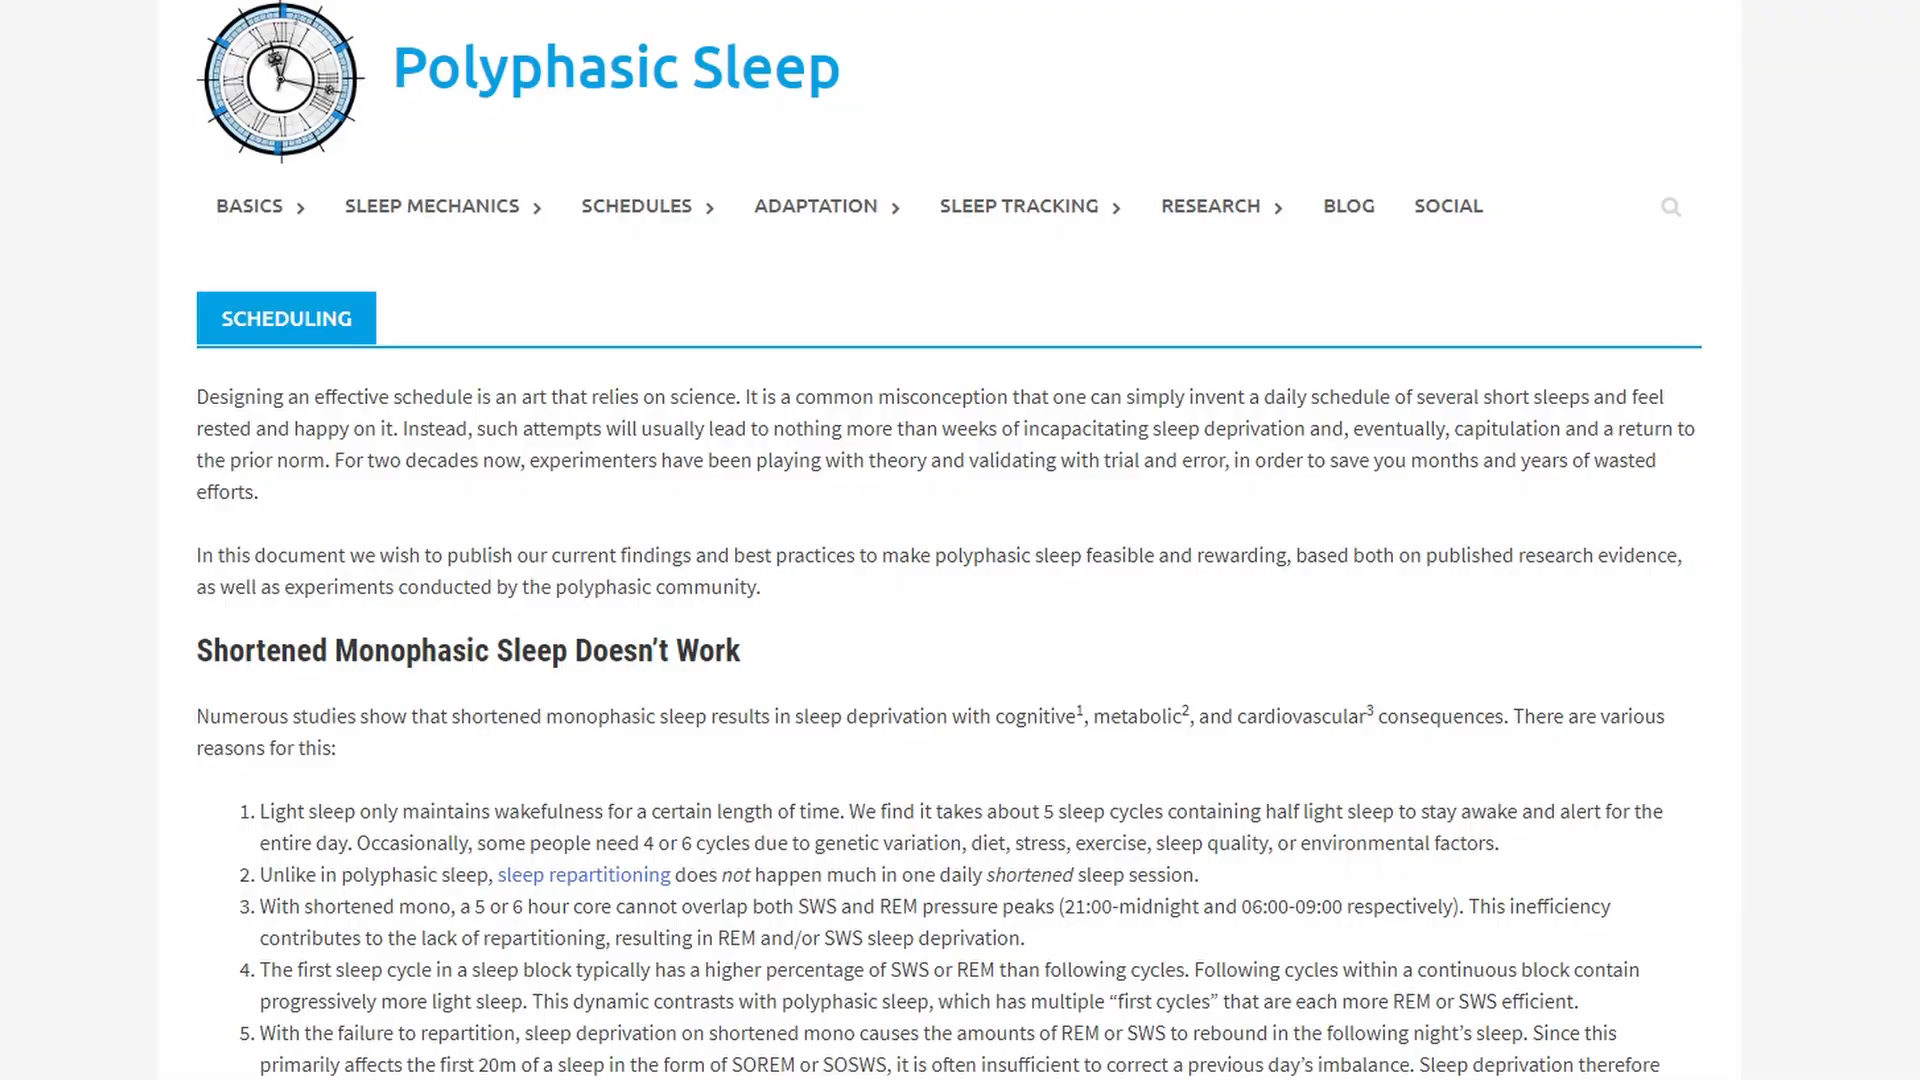 Polyphasic Sleep
BASICS SLEEP MECHANICS SCHEDULES ADAPTATION SLEEP TRACKING RESEARCH BLOG SOCIAL
SCHEDULING
Designing an effective schedule is an art that relies on science. It is a common misconception that one can simply invent a daily schedule of several short sleeps and feel
rested and happy on it. Instead, such attempts will usually lead to nothing more than weeks of incapacitating sleep deprivation and, eventually, capitulation and a return to
the prior norm. For two decades now, experimenters have been playing with theory and validating with trial and error, in order to save you months and years of wasted
efforts.
In this document we wish to publish our current findings and best practices to make polyphasic sleep feasible and rewarding, based both on published research evidence,
as well as experiments conducted by the polyphasic community.
Shortened Monophasic Sleep Doesn’t Work
Numerous studies show that shortened monophasic sleep results in sleep deprivation with cognitive1, metabolic2, and cardiovascular3 consequences. There are various
reasons for this:
1. Light sleep only maintains wakefulness for a certain length of time. We find it takes about 5 sleep cycles containing half light sleep to stay awake and alert for the
entire day. Occasionally, some people need 4 or 6 cycles due to genetic variation, diet, stress, exercise, sleep quality, or environmental factors.
2. Unlike in polyphasic sleep, sleep repartitioning does not happen much in one daily shortened sleep session.
3. With shortened mono, a 5 or 6 hour core cannot overlap both SWS and REM pressure peaks (21:00-midnight and 06:00-09:00 respectively). This inefficiency
contributes to the lack of repartitioning, resulting in REM and/or SWS sleep deprivation.
4. The first sleep cycle in a sleep block typically has a higher percentage of SWS or REM than following cycles. Following cycles within a continuous block contain
progressively more light sleep. This dynamic contrasts with polyphasic sleep, which has multiple “first cycles” that are each more REM or SWS efficient.
5. With the failure to repartition, sleep deprivation on shortened mono causes the amounts of REM or SWS to rebound in the following night’s sleep. Since this
primarily affects the first 20m of a sleep in the form of SOREM or SOSWS, it is often insufficient to correct a previous day’s imbalance. Sleep deprivation therefore